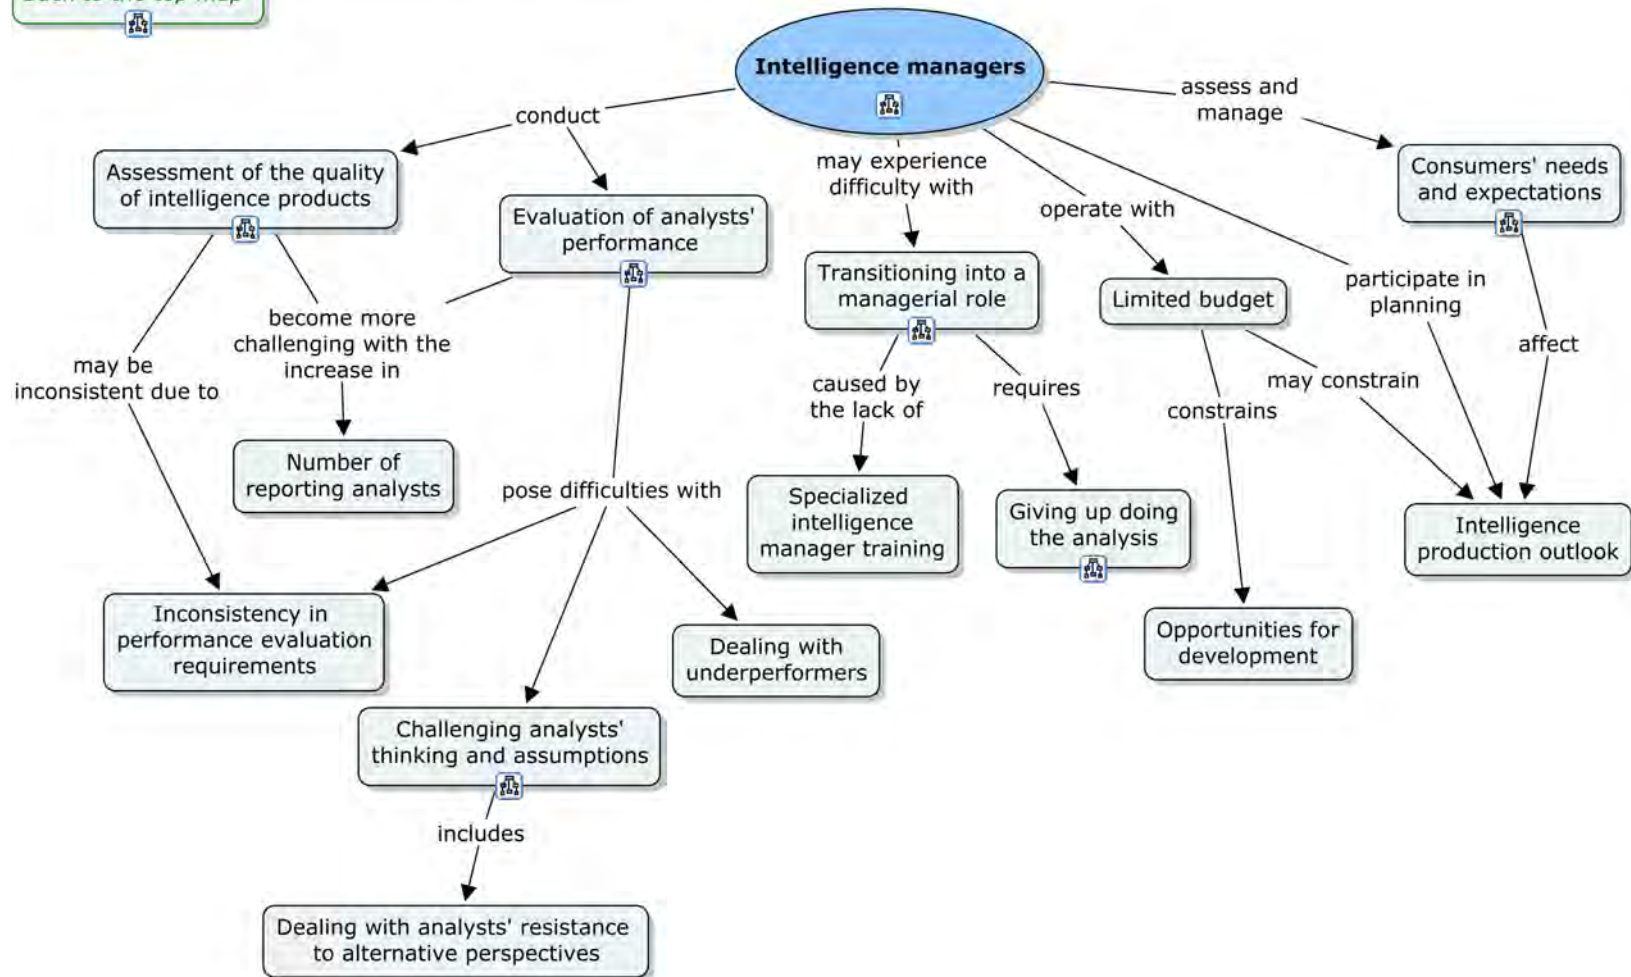 Back to the top map
Intelligence managers
conduct
assess and
manage
Assessment of the quality
of intelligence products
Evaluation of analysts'
performance
may experience
difficulty with
operate with
Consumers' needs
and expectations
Transitioning into a
managerial role
Limited budget
participate in
planning
become more
challenging with the
increase in
may be
inconsistent due to
caused by
the lack of
requires
constrains
may constrain
affect
Number of
reporting analysts
pose difficulties with
Specialized
intelligence
manager training
Giving up doing
the analysis
Intelligence
production outlook
Inconsistency in
performance evaluation
requirements
Dealing with
underperformers
Opportunities for
development
Challenging analysts'
thinking and assumptions
includes
Dealing with analysts' resistance
to alternative perspectives